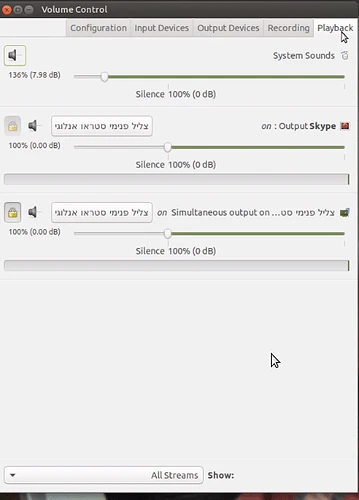 Volume Control
Configuration Input Devices Output Devices Recording Playback
System Sounds
136% (7.98 dB)
Silence 100% (0 dB)
צליל פנימי סטראו אנלוגי on : Output Skype
100% (0.00 dB)
Silence 100% (0 dB)
צליל פנימי סטראו אנלוגי on Simultaneous output on ...צליל פנימי סט
100% (0.00 dB)
Silence 100% (0 dB)
All Streams Show: